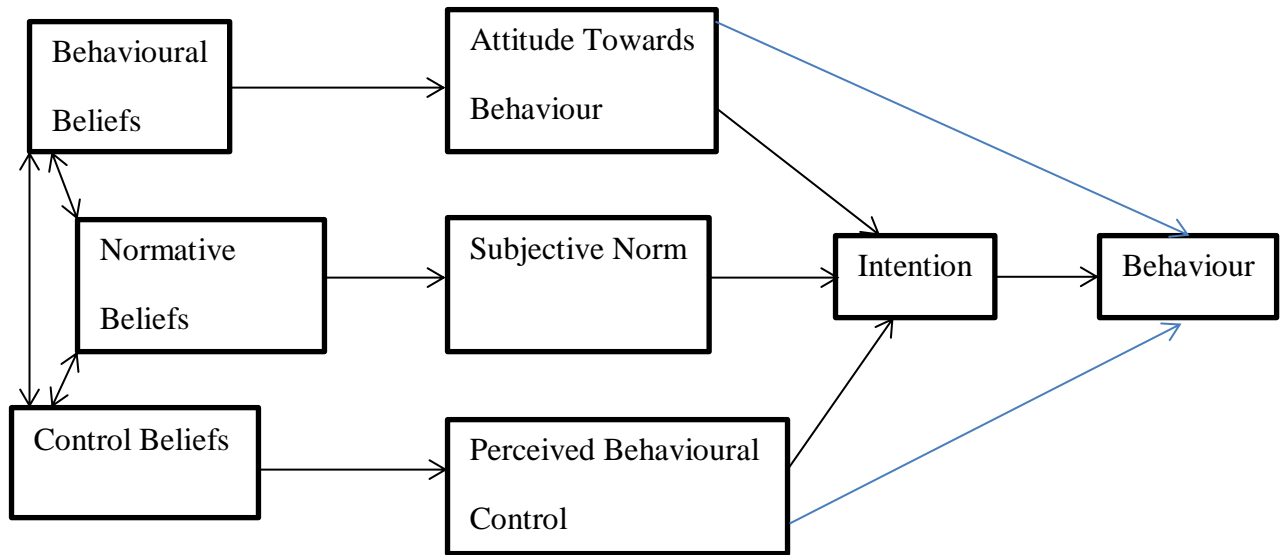 Behavioural
Beliefs
Attitude Towards
Behaviour
Normative
Beliefs
Subjective Norm
Intention
Behaviour
Control Beliefs
Perceived Behavioural
Control